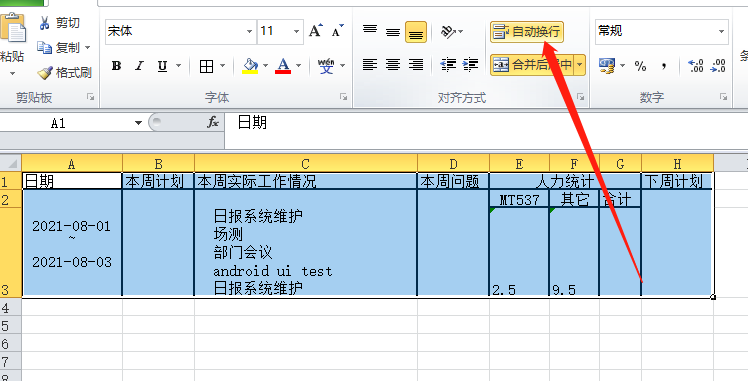 剪切
复制
粘贴
格式刷
剪贴板
宋体
11
A A
B I U A
字体
自动换行
合并后居中
对齐方式
常规
% ,
.00
.00
数字
条
A1
fx
日期
A B C D E F G H
1 日期 本周计划 本周实际工作情况 本周问题 人力统计 下周计划
2 MT537 其它 合计
日报系统维护
2021-08-01
场测
~
部门会议
2021-08-03
android ui test
3 日报系统维护 2.5 9.5
4
5
6
7
8